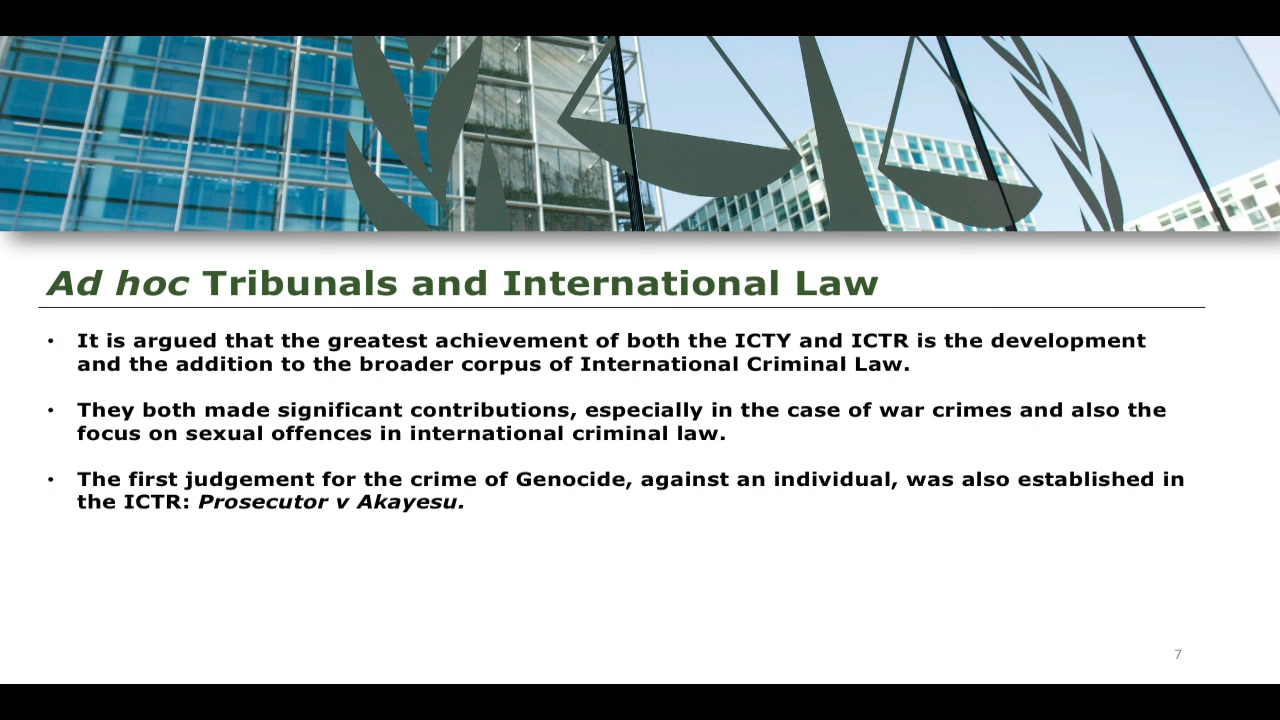 Ad hoc Tribunals and International Law
• It is argued that the greatest achievement of both the ICTY and ICTR is the development
and the addition to the broader corpus of International Criminal Law.
• They both made significant contributions, especially in the case of war crimes and also the
focus on sexual offences in international criminal law.
• The first judgement for the crime of Genocide, against an individual, was also established in
the ICTR: Prosecutor v Akayesu.
7